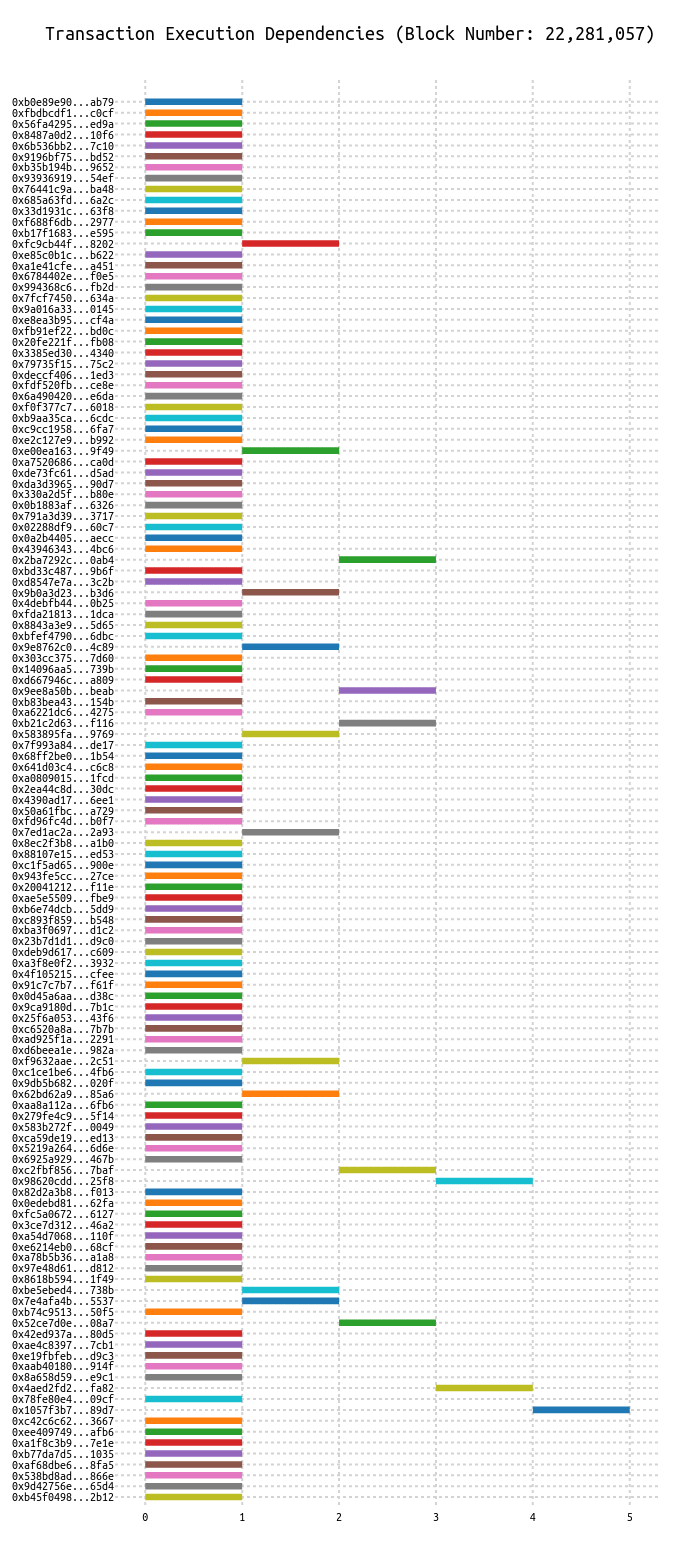 Transaction Execution Dependencies (Block Number: 22,281,057)
0xb0e89e90...ab79
0xfbdbcdf1...c0cf
0x56fa4295...ed9a
0x8487a0d2...10f6
0x6b536bb2...7c10
0x9196bf75...bd52
0xb35b194b...9652
0x93936919...54ef
0x76441c9a...ba48
0x685a63fd...6a2c
0x33d1931c...63f8
0xf688f6db...2977
0xb17f1683...e595
0xfc9cb44f...8202
0xe85c0b1c...b622
0xa1e41cfe...a451
0x6784402e...f0e5
0x994368c6...fb2d
0x7fcf7450...634a
0x9a016a33...0145
0xe8ea3b95...cf4a
0xfb91ef22...bd0c
0x20fe221f...fb08
0x3385ed30...4340
0x79735f15...75c2
0xdeccf406...1ed3
0xfdf520fb...ce8e
0x6a490420...e6da
0xf0f377c7...6018
0xb9aa35ca...6cdc
0xc9cc1958...6fa7
0xe2c127e9...b992
0xe00ea163...9f49
0xa7520686...ca0d
0xde73fc61...d5ad
0xda3d3965...90d7
0x330a2d5f...b80e
0x0b1883af...6326
0x791a3d39...3717
0x02288df9...60c7
0x0a2b4405...aecc
0x43946343...4bc6
0x2ba7292c...0ab4
0xbd33c487...9b6f
0xd8547e7a...3c2b
0x9b0a3d23...b3d6
0x4debfb44...0b25
0xfda21813...1dca
0x8843a3e9...5d65
0xbfef4790...6dbc
0x9e8762c0...4c89
0x303cc375...7d60
0x14096aa5...739b
0xd667946c...a809
0x9ee8a50b...beab
0xb83bea43...154b
0xa6221dc6...4275
0xb21c2d63...f116
0x583895fa...9769
0x7f993a84...de17
0x68ff2be0...1b54
0x641d03c4...c6c8
0xa0809015...1fcd
0x2ea44c8d...30dc
0x4390ad17...6ee1
0x50a61fbc...a729
0xfd96fc4d...b0f7
0x7ed1ac2a...2a93
0x8ec2f3b8...a1b0
0x88107e15...ed53
0xc1f5ad65...900e
0x943fe5cc...27ce
0x20041212...f11e
0xae5e5509...fbe9
0xb6e74dcb...5dd9
0xc893f859...b548
0xba3f0697...d1c2
0x23b7d1d1...d9c0
0xdeb9d617...c609
0xa3f8e0f2...3932
0x4f105215...cfee
0x91c7c7b7...f61f
0x0d45a6aa...d38c
0x9ca9180d...7b1c
0x25f6a053...43f6
0xc6520a8a...7b7b
0xad925f1a...2291
0xd6beea1e...982a
0xf9632aae...2c51
0xc1ce1be6...4fb6
0x9db5b682...020f
0x62bd62a9...85a6
0xaa8a112a...6fb6
0x279fe4c9...5f14
0x583b272f...0049
0xca59de19...ed13
0x5219a264...6d6e
0x6925a929...467b
0xc2fbf856...7baf
0x98620cdd...25f8
0x82d2a3b8...f013
0x0edebd81...62fa
0xfc5a0672...6127
0x3ce7d312...46a2
0xa54d7068...110f
0xe6214eb0...68cf
0xa78b5b36...a1a8
0x97e48d61...d812
0x8618b594...1f49
0xbe5ebed4...738b
0x7e4afa4b...5537
0xb74c9513...50f5
0x52ce7d0e...08a7
0x42ed937a...80d5
0xae4c8397...7cb1
0xe19fbfeb...d9c3
0xaab40180...914f
0x8a658d59...e9c1
0x4aed2fd2...fa82
0x78fe80e4...09cf
0x1057f3b7...89d7
0xc42c6c62...3667
0xee409749...afb6
0xa1f8c3b9...7e1e
0xb77da7d5...1035
0xaf68dbe6...8fa5
0x538bd8ad...866e
0x9d42756e...65d4
0xb45f0498...2b12
0 1 2 3 4 5